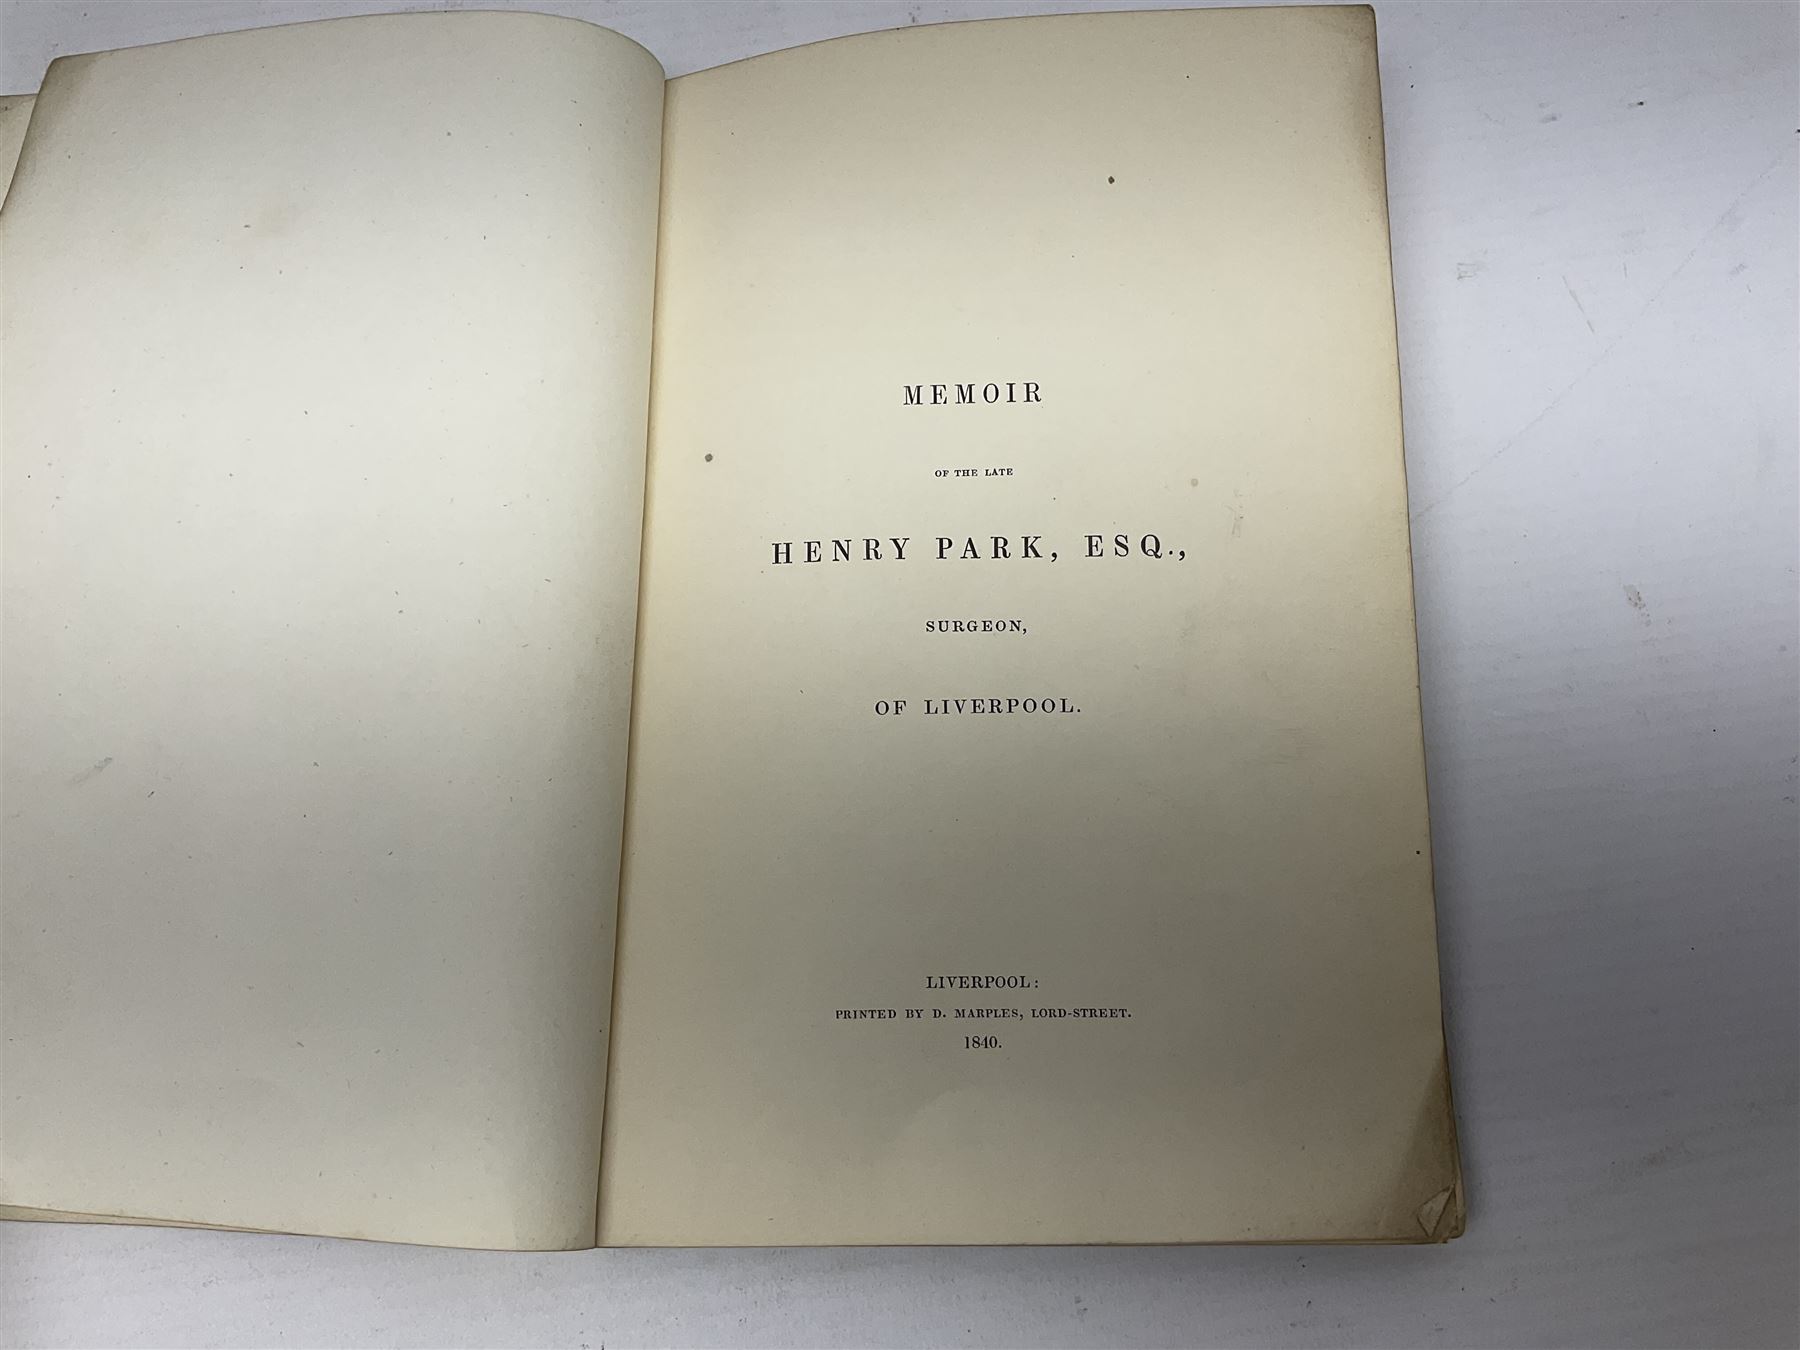 MEMOIR
OF THE LATE
HENRY PARK, ESQ.,
SURGEON,
OF LIVERPOOL.
LIVERPOOL:
PRINTED BY D. MARPLES, LORD-STREET.
1840.